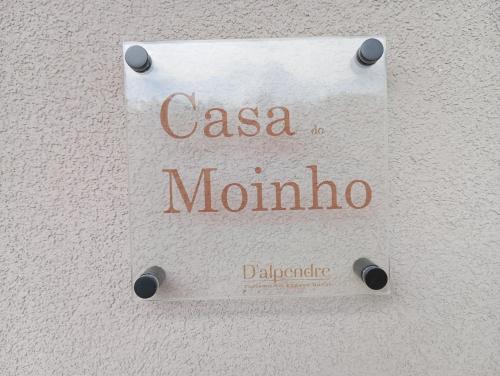 Casa do
Moinho
D'alpendre